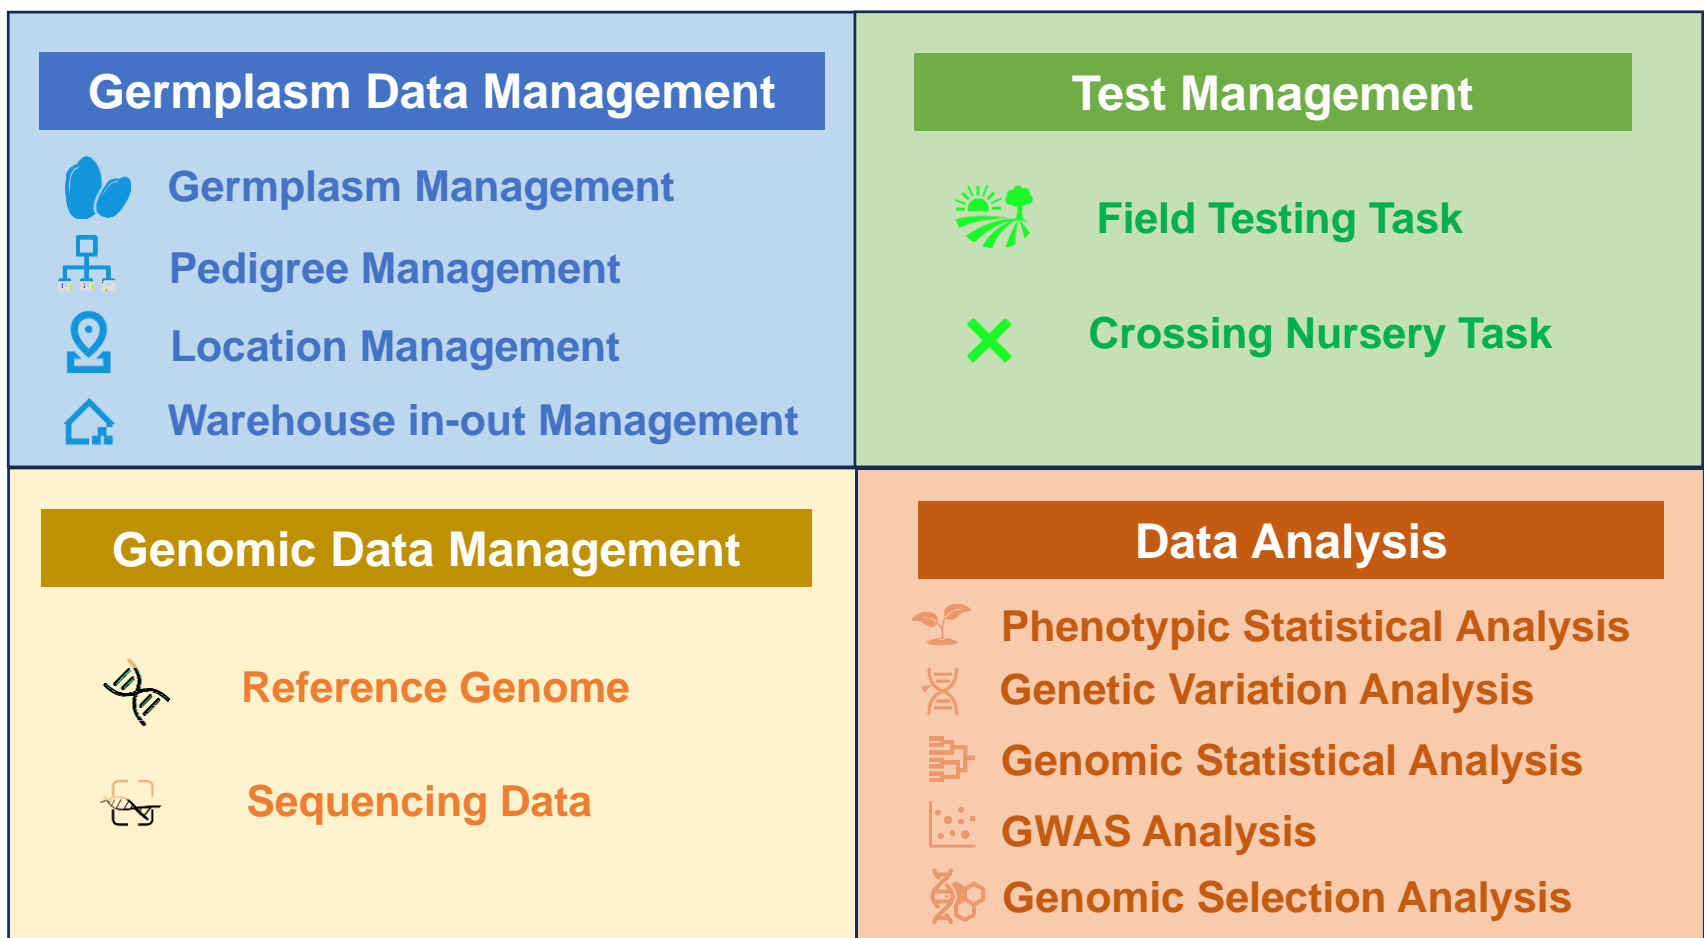 Germplasm Data Management
Germplasm Management
Pedigree Management
Location Management
Warehouse in-out Management
Test Management
Field Testing Task
Crossing Nursery Task
Genomic Data Management
Reference Genome
Sequencing Data
Data Analysis
Phenotypic Statistical Analysis
Genetic Variation Analysis
Genomic Statistical Analysis
GWAS Analysis
Genomic Selection Analysis